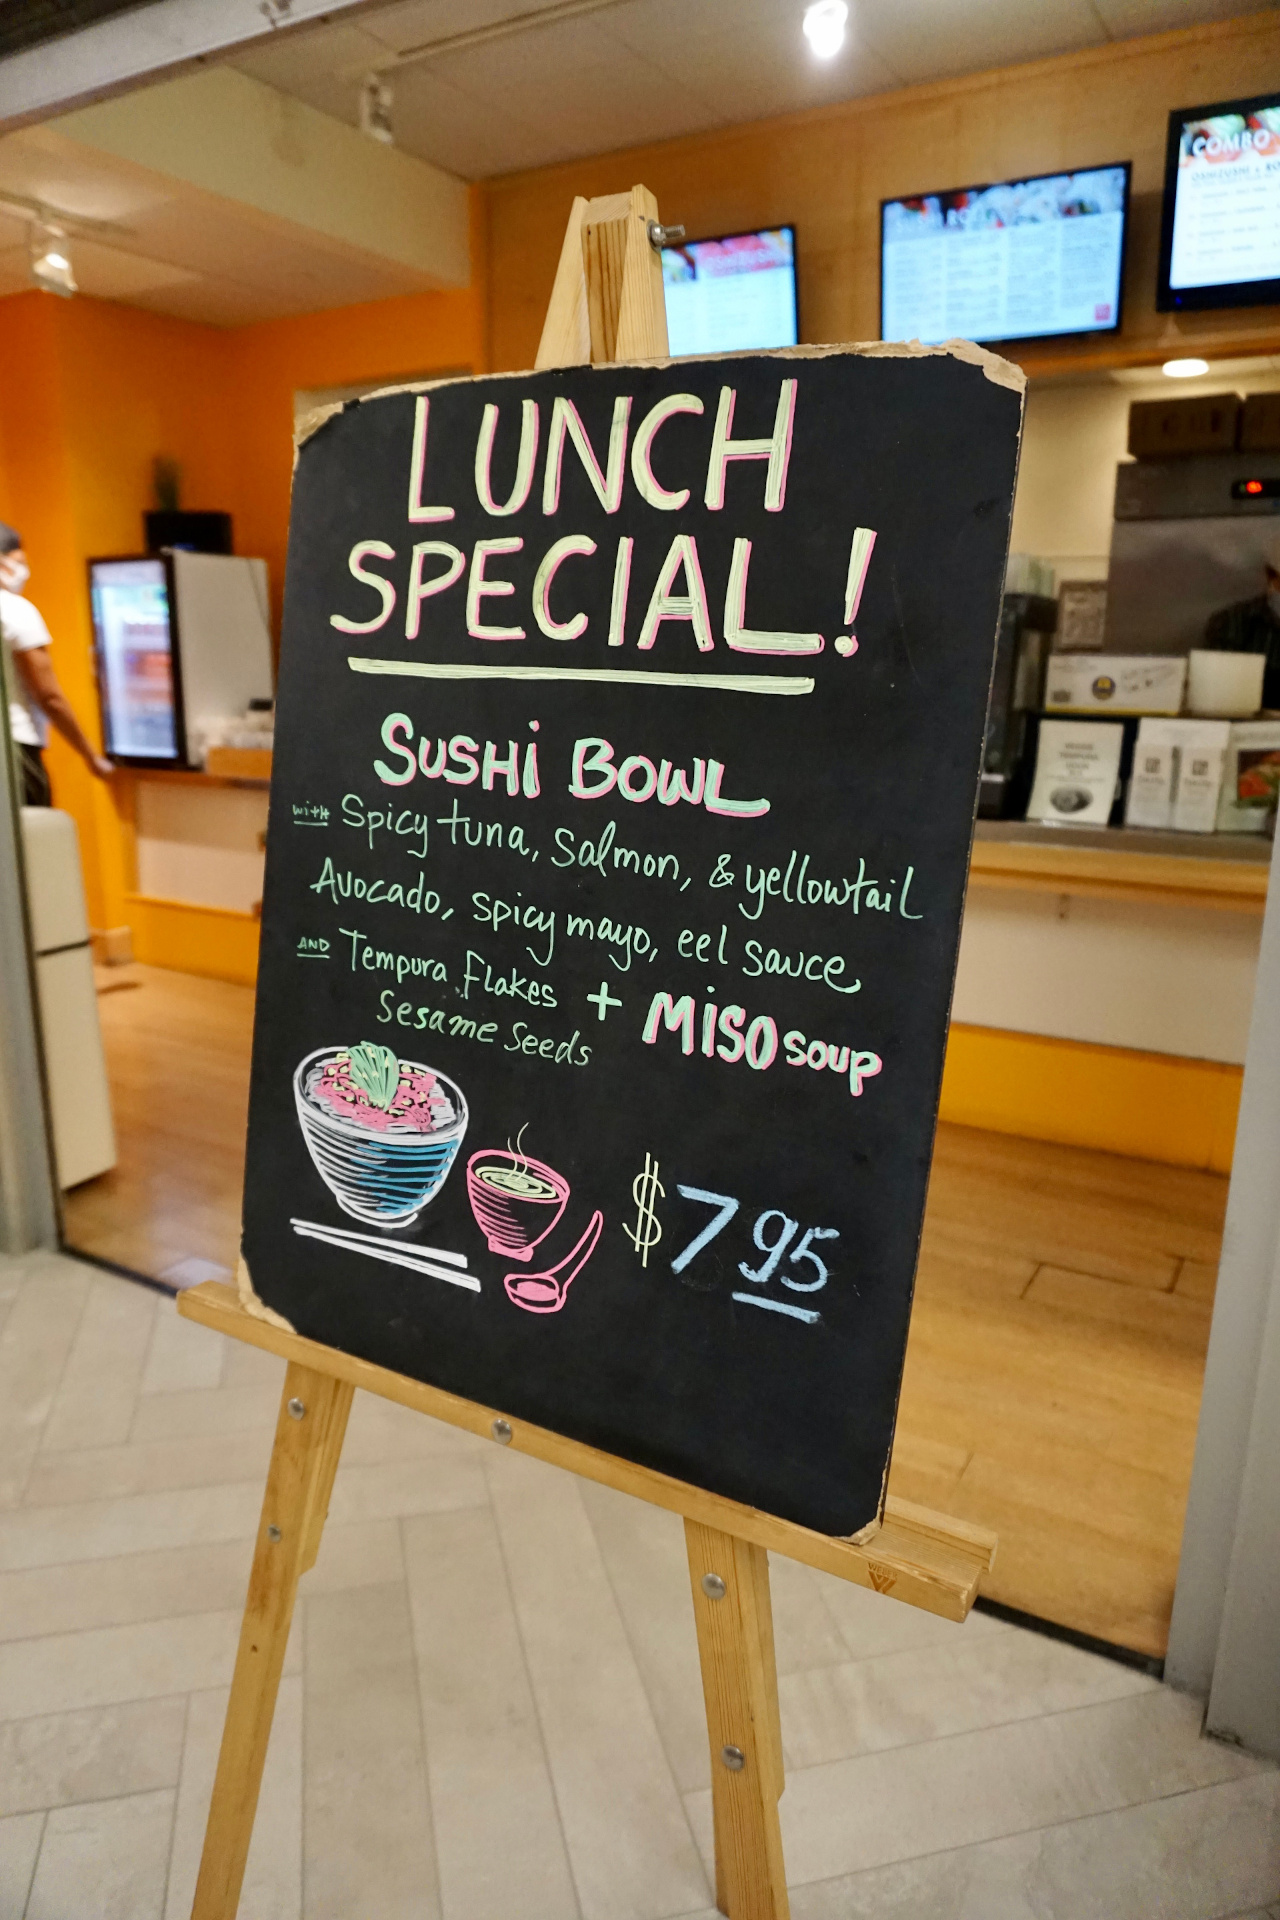 COMBO
LUNCH
SPECIAL!
SUSHi BOWL
with Spicy tuna, Salmon, & yellowtail
Avocado, spicy mayo, eel sauce
AND Tempura Flakes + MiSO soup
Sesame Seeds
$7 95